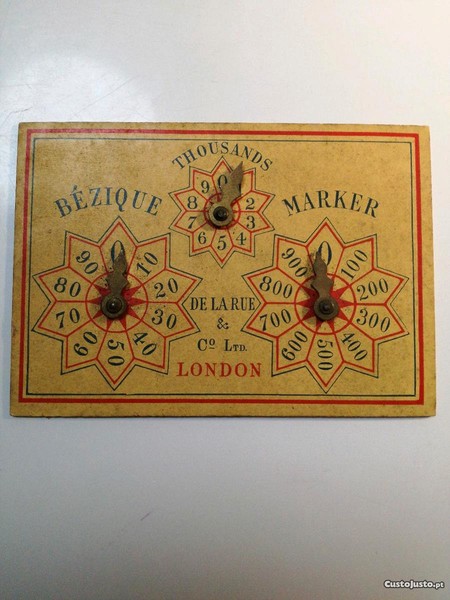 THOUSANDS
BÉZIQUE MARKER
9 0
8 2
7 3
6 5 4
0
90 10
80 20
70 30
60 40
50
DE LA RUE
&
Cº LTD.
LONDON
0
900 100
800 200
700 300
600 400
500
CustoJusto.pt